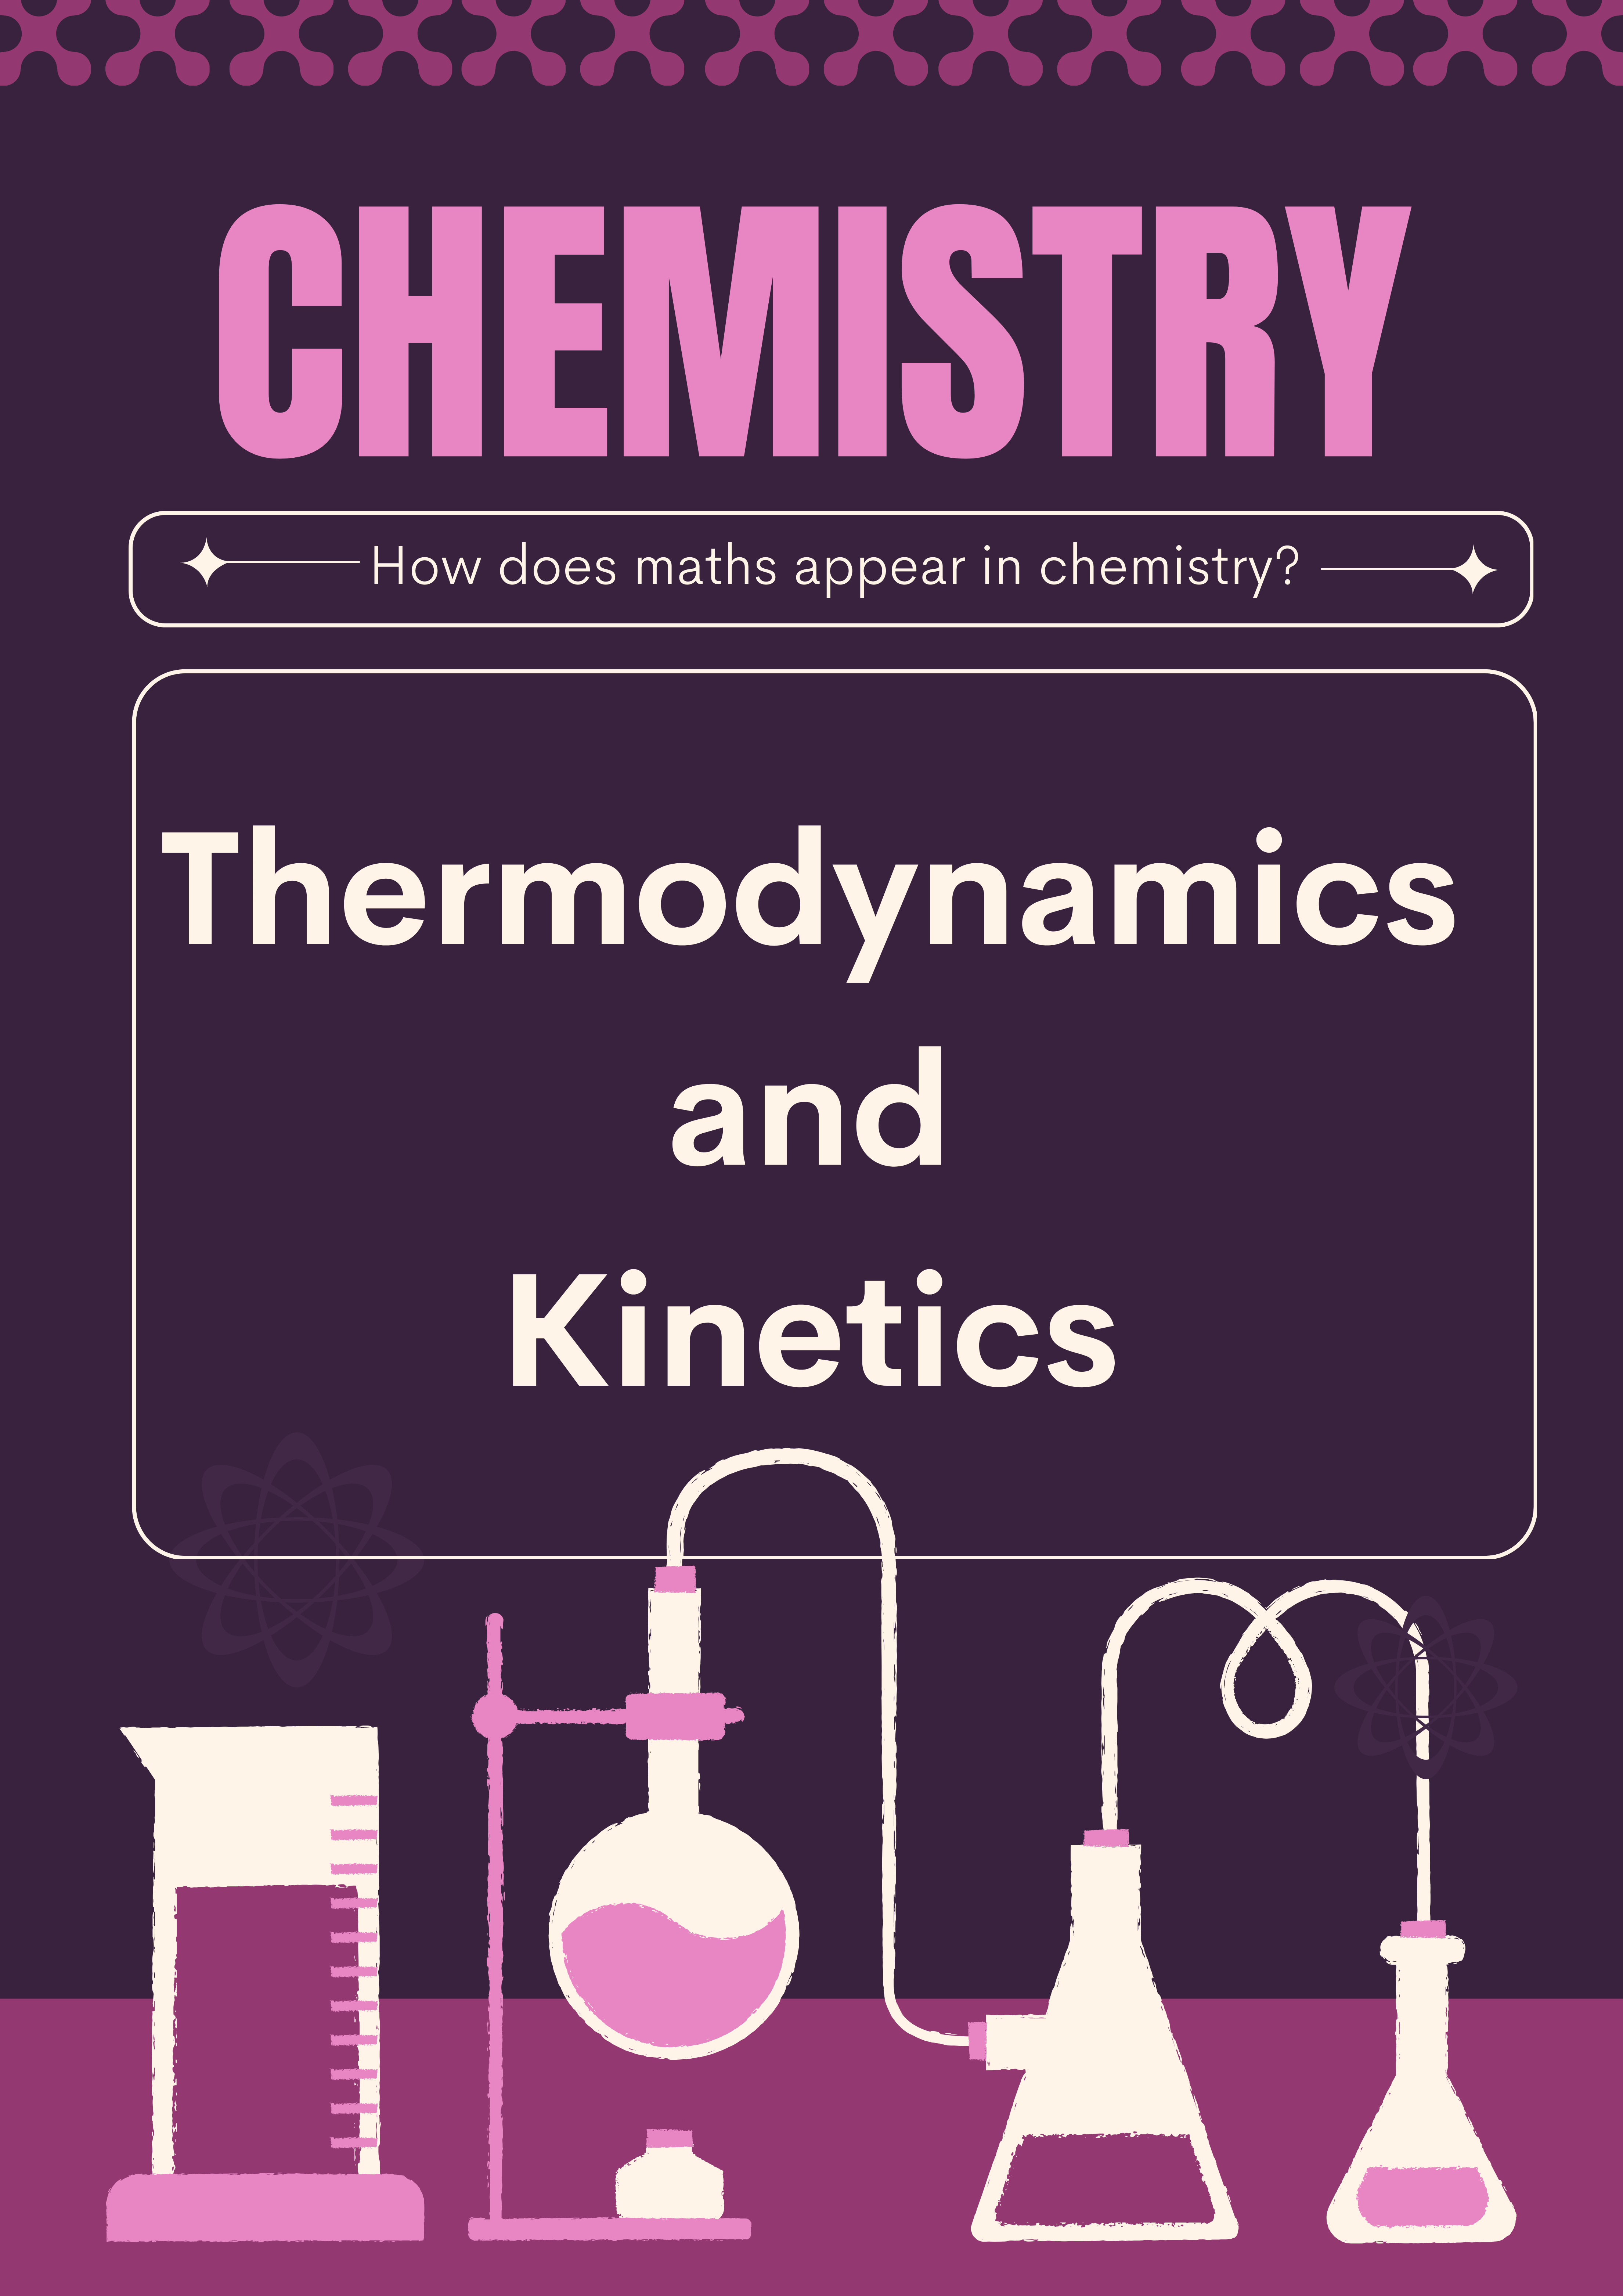 CHEMISTRY
How does maths appear in chemistry?
Thermodynamics
and
Kinetics